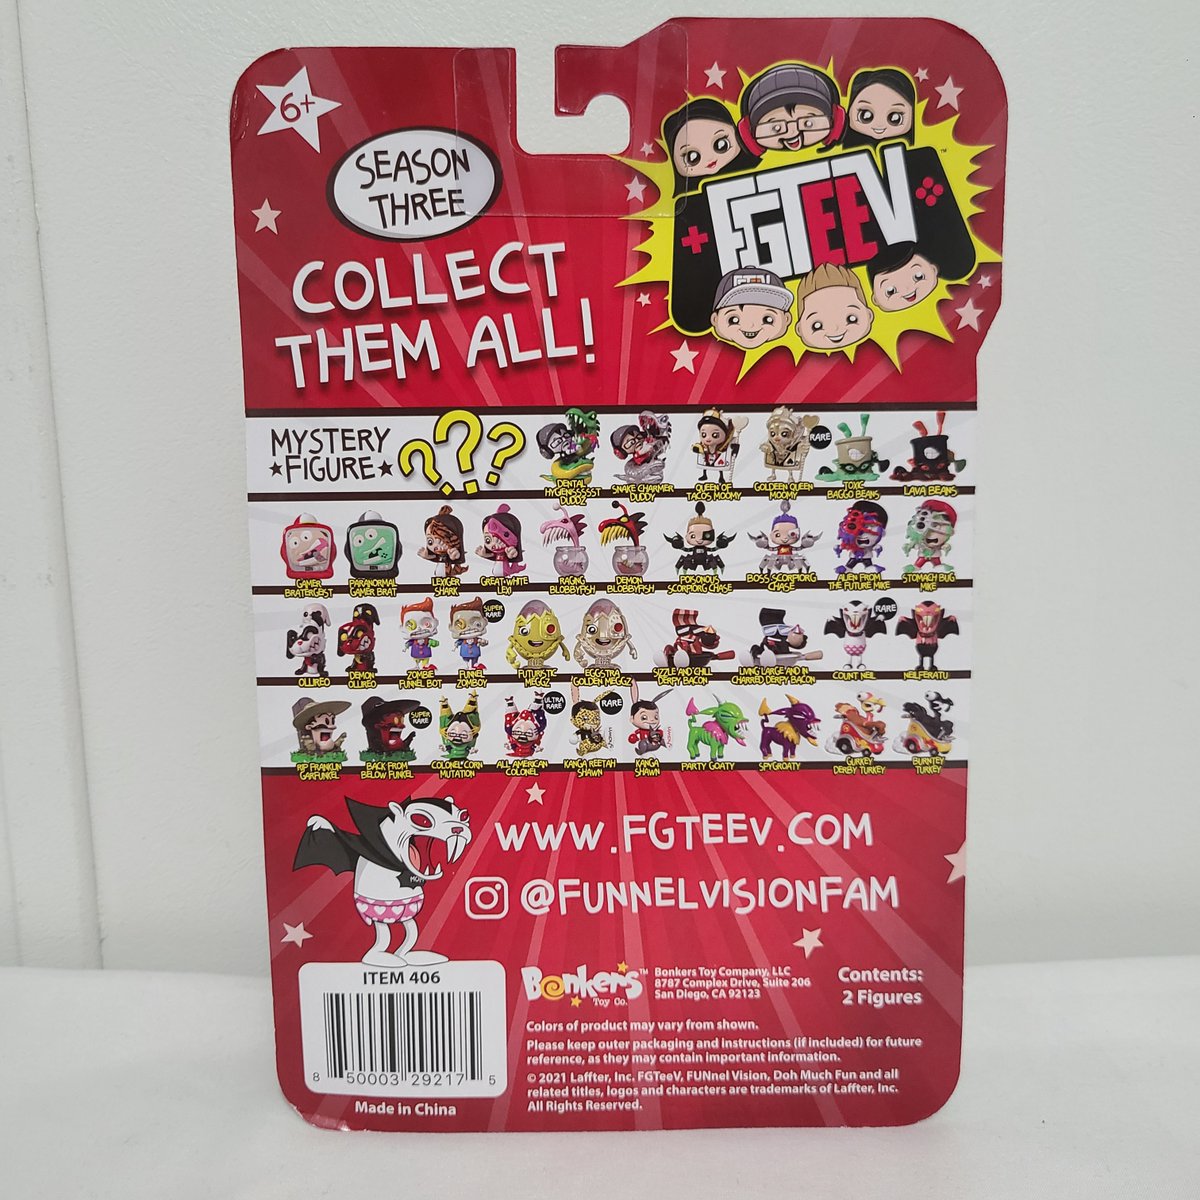 6+
SEASON
THREE
COLLECT
THEM ALL!
FGTEEV
™
FGTEEV
MYSTERY
FIGURE
???
DENTAL
HYGIENISSSSST
DUDDZ
SNAKE CHARMER
DUDDY
QUEEN OF
TACOS MOOMY
GOLDEEN QUEEN
MOOMY
RARE
TOXIC
BAGGO BEANS
LAVA BEANS
GAMER
BRATERGEIST
PARANORMAL
GAMER BRAT
LEXIGER
SHARK
GREAT-WHITE
LEXI
RAGING
BLOBBYFISH
DEMON
BLOBBYFISH
POISONOUS
SCORPIORG CHASE
BOSS SCORPIORG
CHASE
ALIEN FROM
THE FUTURE MIKE
STOMACH BUG
MIKE
OLLIREO
DEMON
OLLIREO
ZOMBIE
FUNNEL BOT
FUNNEL
ZOMBOY
SUPER
RARE
FUTURISTIC
MEGGZ
EGGSTRA
GOLDEN MEGGZ
SIZZLE AND CHILL
DERPY BACON
LIVING LARGE AND IN
CHARRED DERPY BACON
COUNT NEIL
RARE
NEILFERATU
RIP FRANKLIN
GARFUNKEL
BACK FROM
BELOW FUNKEL
SUPER
RARE
COLONEL CORN
MUTATION
ALL AMERICAN
COLONEL
ULTRA
RARE
KANGA REETAH
SHAWN
RARE
KANGA
SHAWN
PARTY GOATY
SPYGROATY
GURKEY
DERBY TURKEY
BURNTEY
TURKEY
MOM
WWW.FGTEEV.COM
@FUNNELVISIONFAM
ITEM 406
8 50003 29217 5
Made in China
Bonkers™
Toy Co.
Bonkers Toy Company, LLC
8787 Complex Drive, Suite 206
San Diego, CA 92123
Contents:
2 Figures
Colors of product may vary from shown.
Please keep outer packaging and instructions (if included) for future
reference, as they may contain important information.
© 2021 Laffter, Inc. FGTeeV, FUNnel Vision, Doh Much Fun and all
related titles, logos and characters are trademarks of Laffter, Inc.
All Rights Reserved.